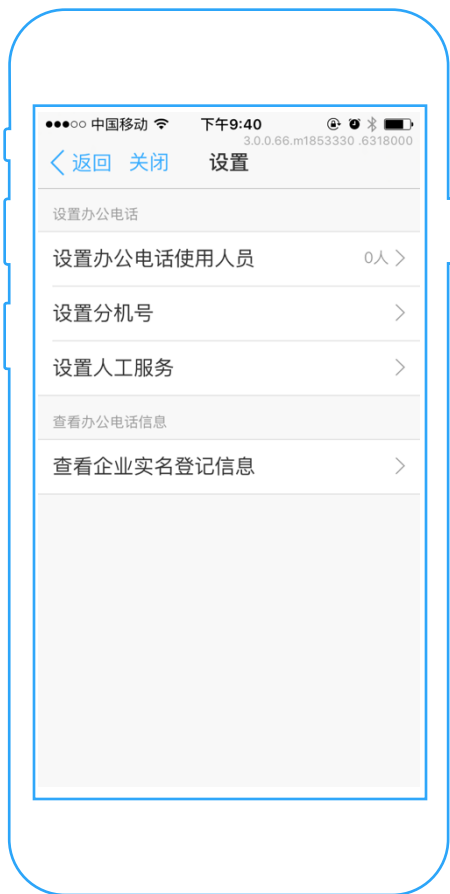 中国移动 下午9:40
3.0.0.66.m1853330 .6318000
返回 关闭 设置
设置办公电话
设置办公电话使用人员 0人
设置分机号
设置人工服务
查看办公电话信息
查看企业实名登记信息